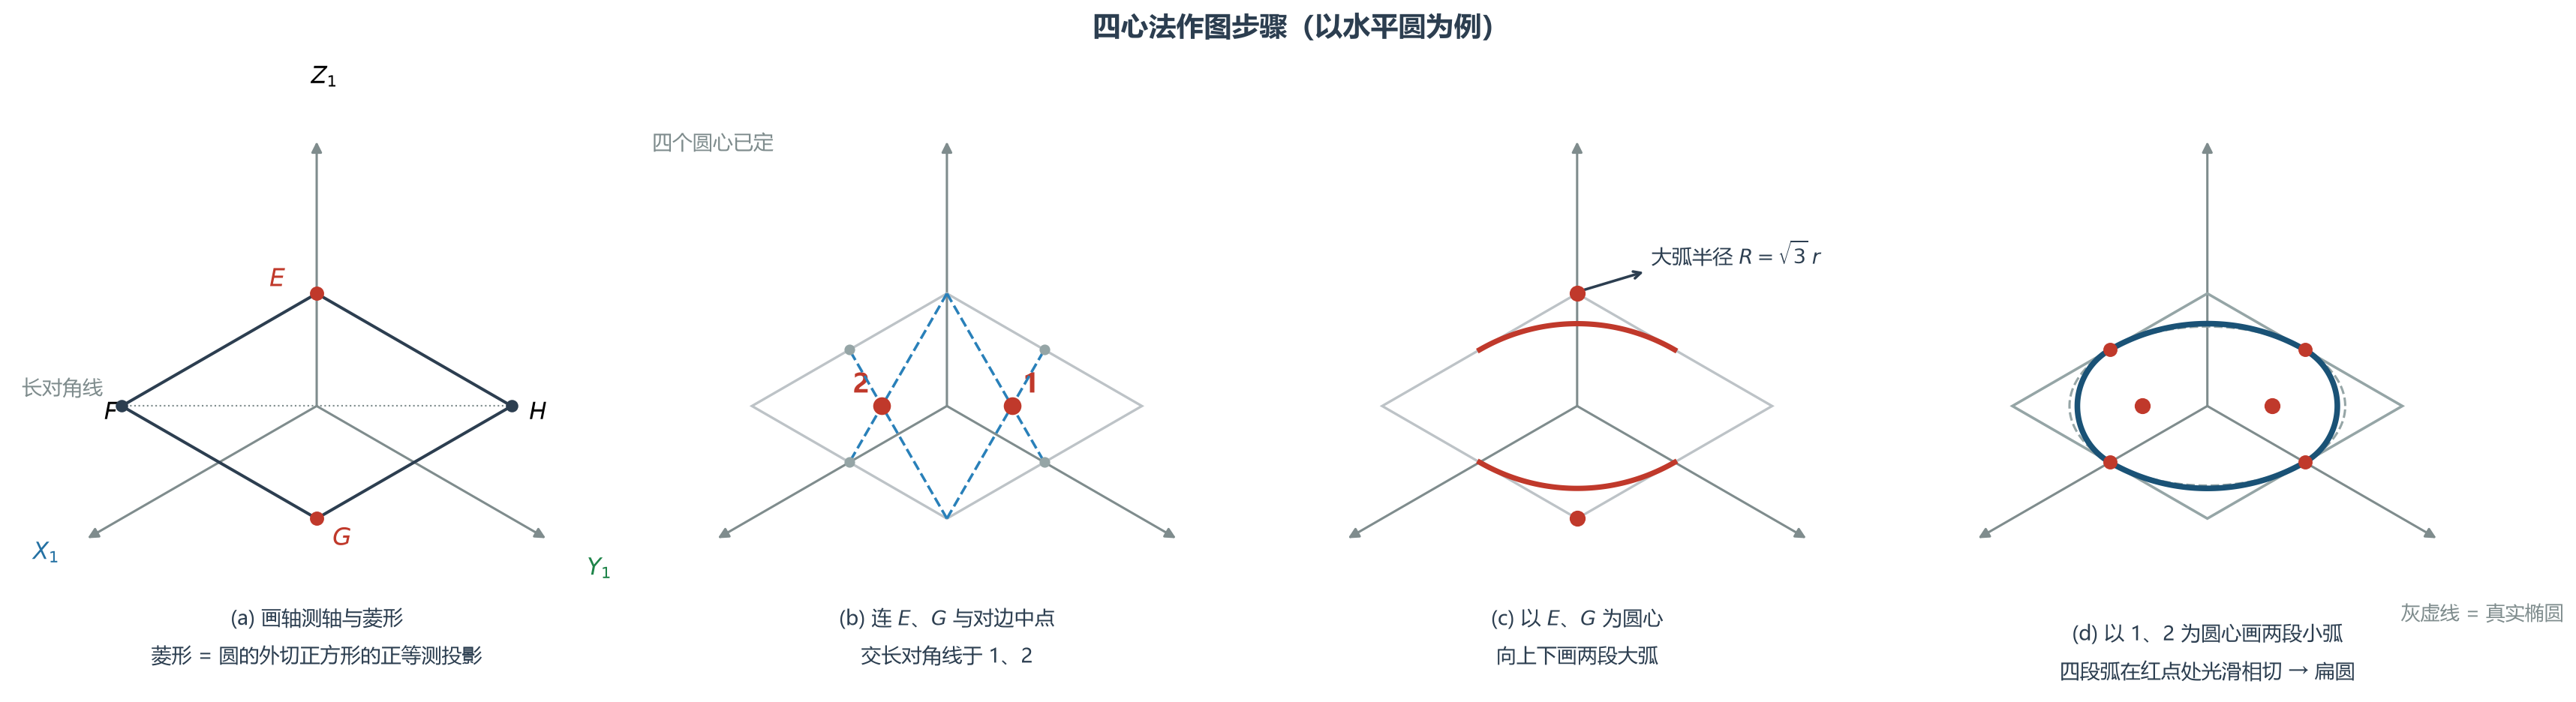 四心法作图步骤（以水平圆为例）
Z₁
E
长对角线
F
H
G
X₁
Y₁
(a) 画轴测轴与菱形
菱形 = 圆的外切正方形的正等测投影
四个圆心已定
2
1
(b) 连 E、G 与对边中点
交长对角线于 1、2
大弧半径 R = √3 r
(c) 以 E、G 为圆心
向上下画两段大弧
灰虚线 = 真实椭圆
(d) 以 1、2 为圆心画两段小弧
四段弧在红点处光滑相切 → 扁圆